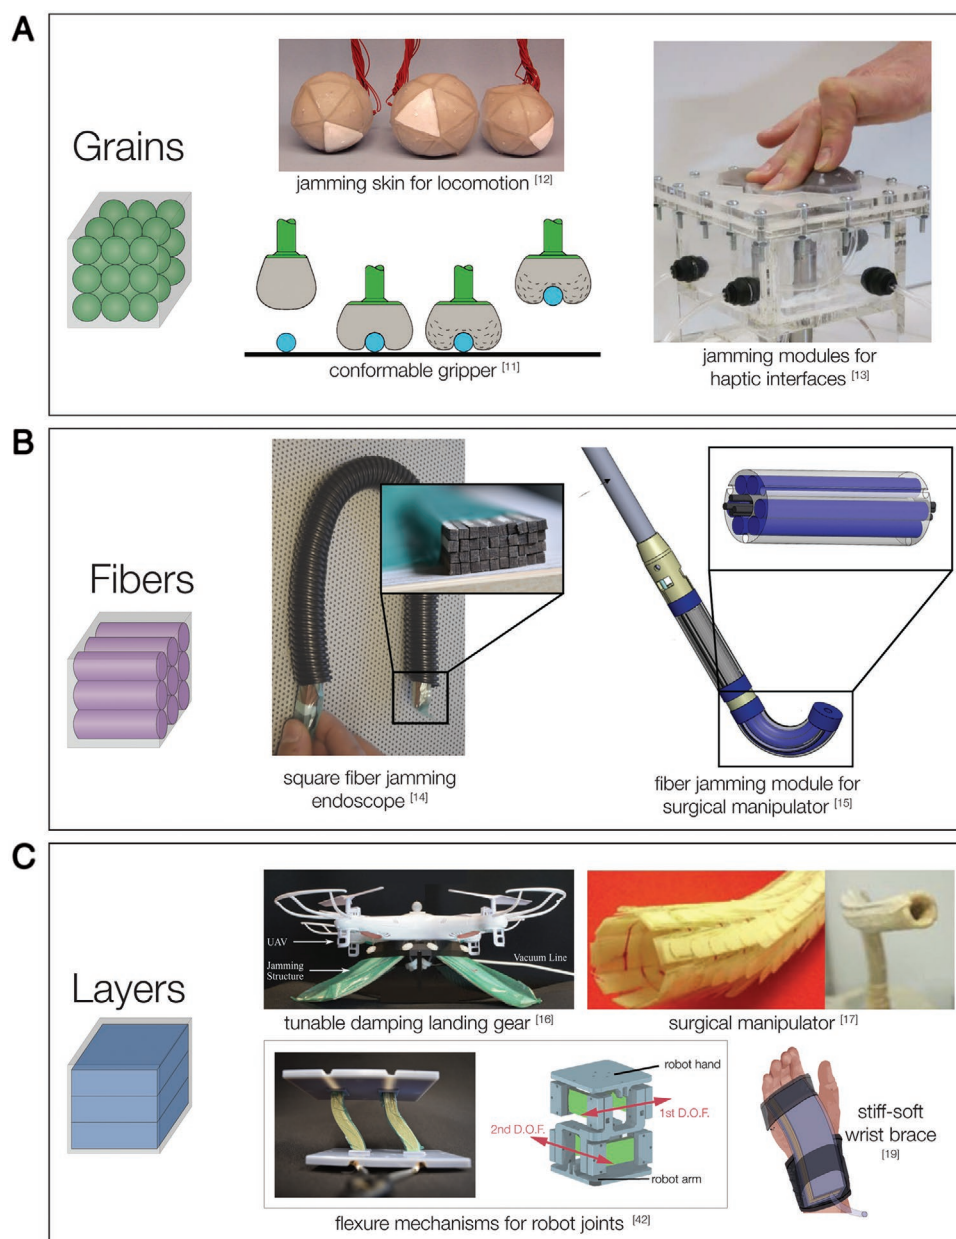 A
Grains
jamming skin for locomotion [12]
conformable gripper [11]
jamming modules for
haptic interfaces [13]
B
Fibers
square fiber jamming
endoscope [14]
fiber jamming module for
surgical manipulator [15]
C
Layers
UAV
Jamming
Structure
Vacuum Line
tunable damping landing gear [16]
surgical manipulator [17]
robot hand
1st D.O.F.
2nd D.O.F.
robot arm
flexure mechanisms for robot joints [42]
stiff-soft
wrist brace
[19]